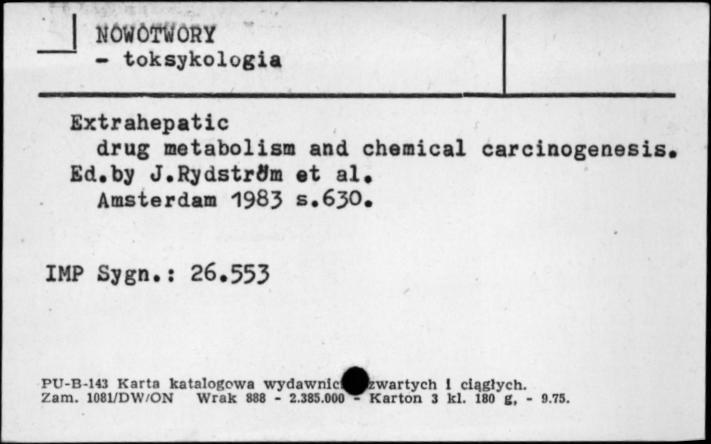 NOWOTWORY
- toksykologia
Extrahepatic
drug metabolism and chemical carcinogenesis.
Ed.by J.Rydström et al.
Amsterdam 1983 s.630.
IMP Sygn.: 26.553
PU-B-143 Karta katalogowa wydawnic zwartych i ciągłych.
Zam. 1081/DW/ON Wrak 888 - 2.385.000 - Karton 3 kl. 180 g, - 9.75.